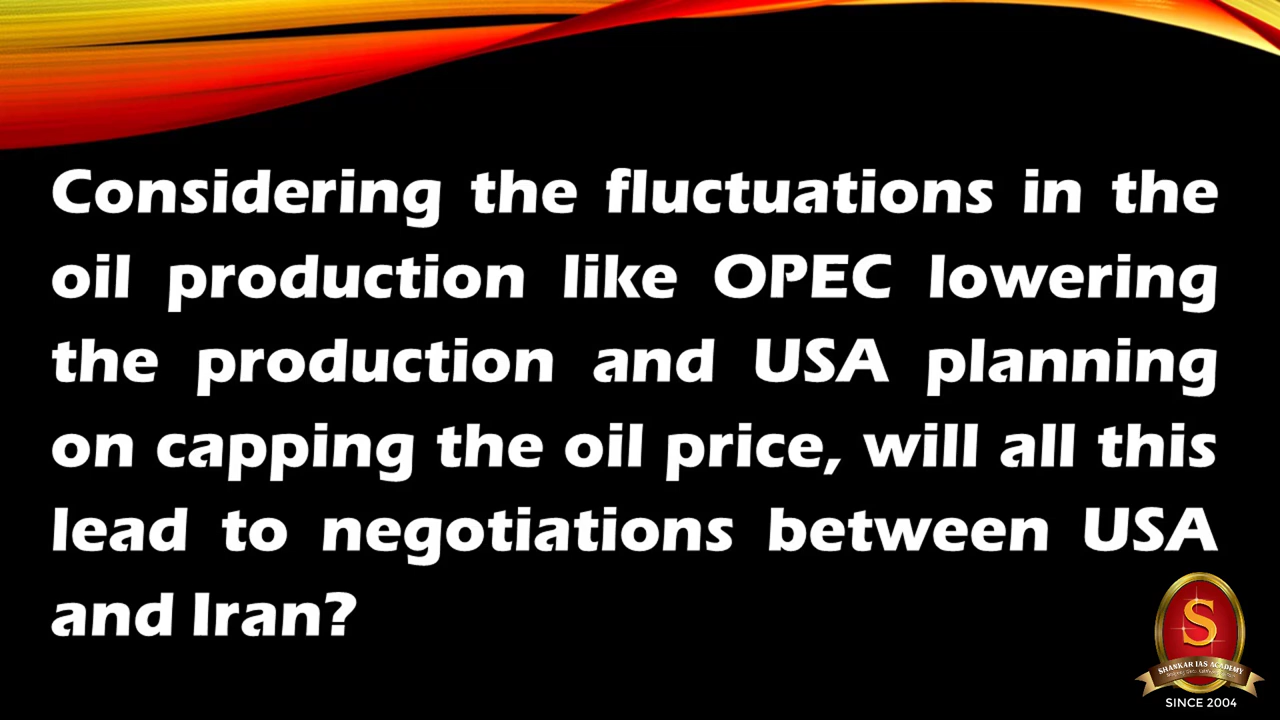 Considering the fluctuations in the
oil production like OPEC lowering
the production and USA planning
on capping the oil price, will all this
lead to negotiations between USA
and Iran?
S
SHANKAR IAS ACADEMY
SINCE 2004